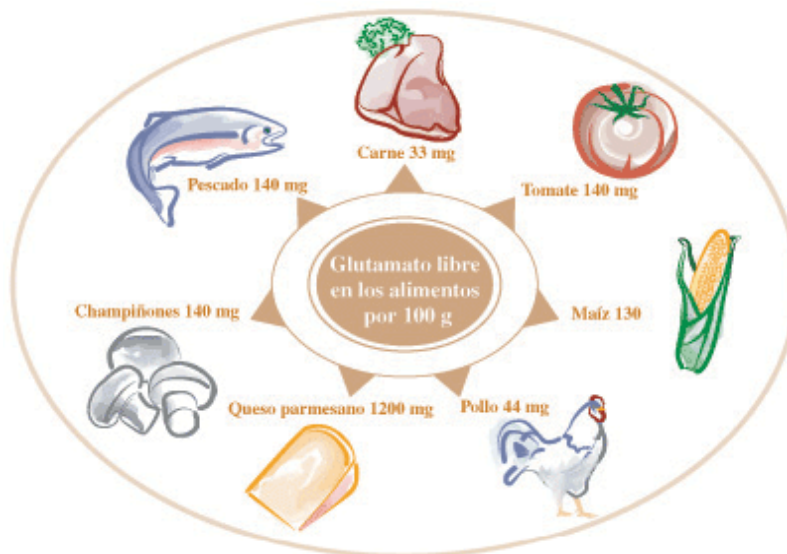 Carne 33 mg
Pescado 140 mg
Tomate 140 mg
Glutamato libre
en los alimentos
por 100 g
Champiñones 140 mg
Maíz 130
Queso parmesano 1200 mg
Pollo 44 mg